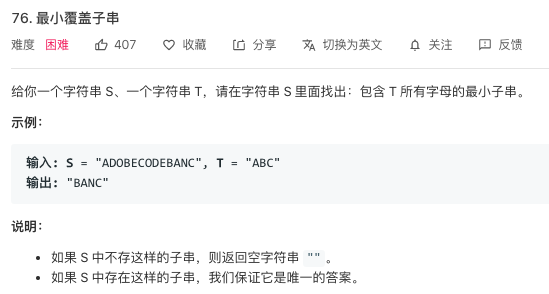 76. 最小覆盖子串
难度 困难 407 收藏 分享 切换为英文 关注 反馈
给你一个字符串 S、一个字符串 T，请在字符串 S 里面找出：包含 T 所有字母的最小子串。
示例：
输入: S = "ADOBECODEBANC", T = "ABC"
输出: "BANC"
说明：
• 如果 S 中不存这样的子串，则返回空字符串 ""。
• 如果 S 中存在这样的子串，我们保证它是唯一的答案。